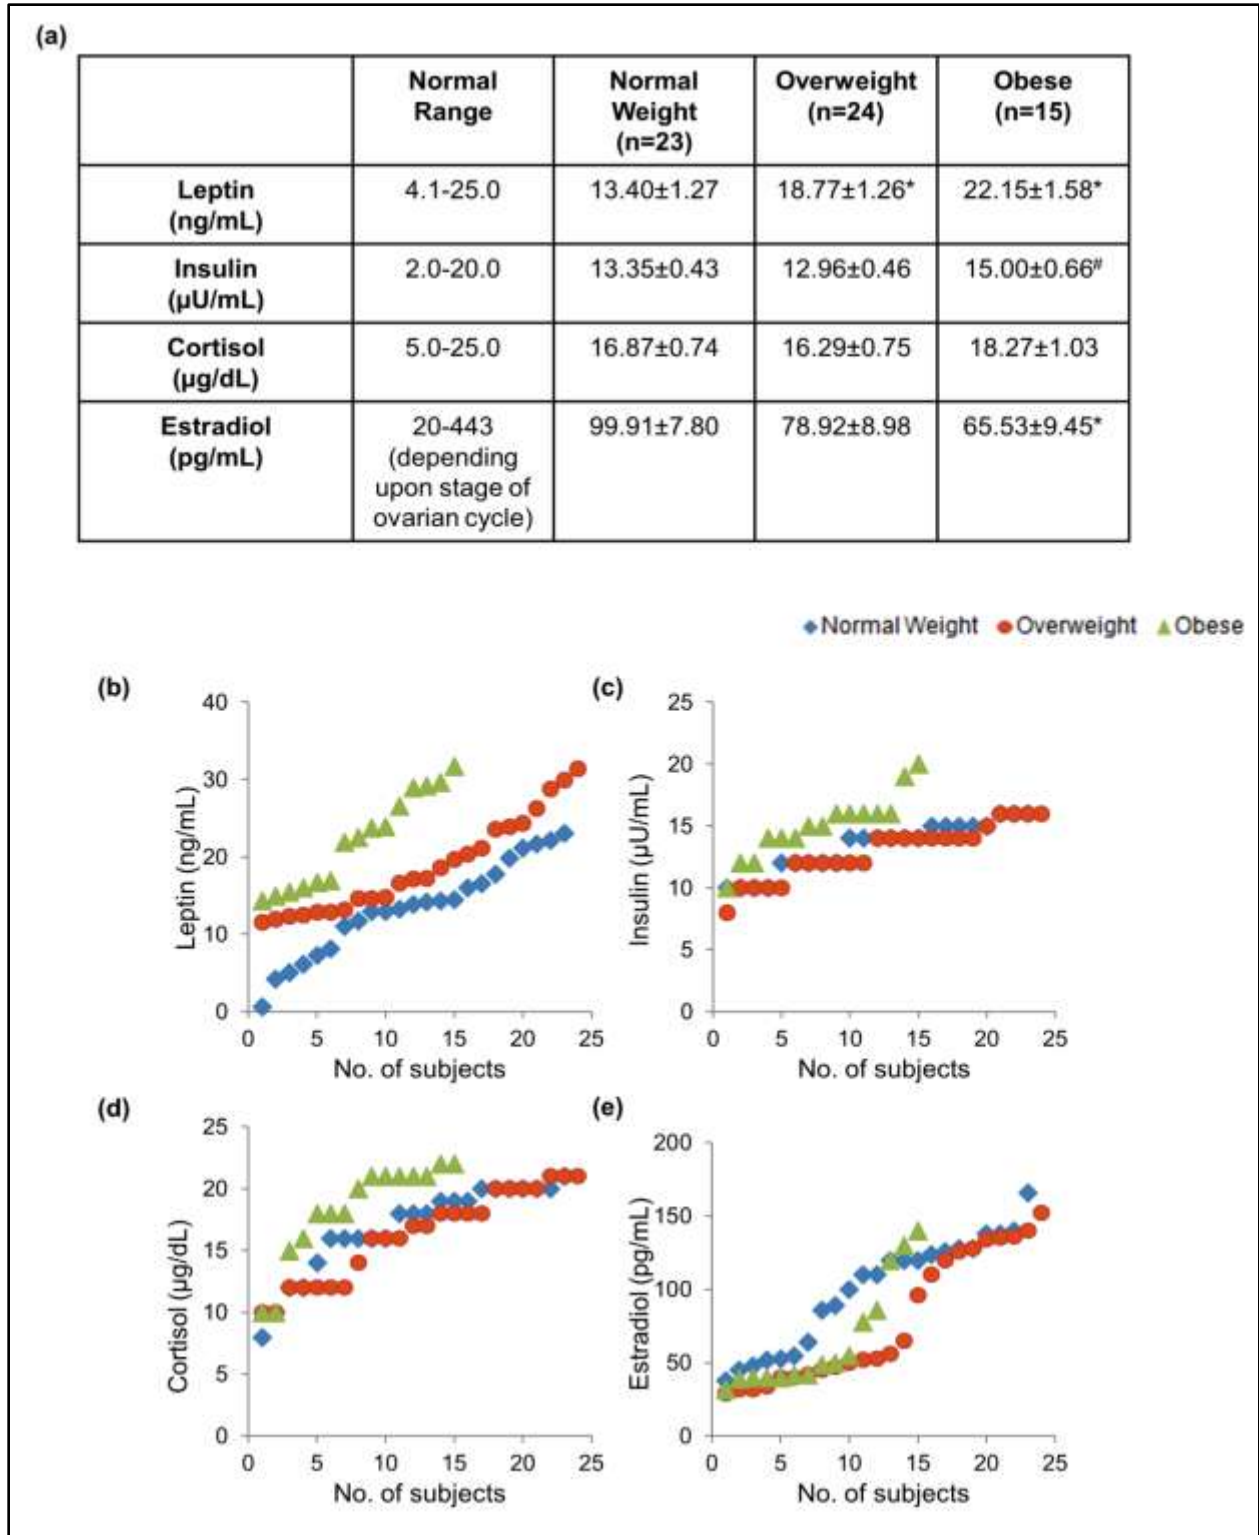 (a)
Normal Range
Normal Weight (n=23)
Overweight (n=24)
Obese (n=15)
Leptin (ng/mL)
4.1-25.0
13.40±1.27
18.77±1.26*
22.15±1.58*
Insulin (µU/mL)
2.0-20.0
13.35±0.43
12.96±0.46
15.00±0.66#
Cortisol (µg/dL)
5.0-25.0
16.87±0.74
16.29±0.75
18.27±1.03
Estradiol (pg/mL)
20-443 (depending upon stage of ovarian cycle)
99.91±7.80
78.92±8.98
65.53±9.45*
Normal Weight Overweight Obese
(b)
Leptin (ng/mL)
40
30
20
10
0
0 5 10 15 20 25
No. of subjects
(c)
Insulin (µU/mL)
25
20
15
10
5
0
0 5 10 15 20 25
No. of subjects
(d)
Cortisol (µg/dL)
25
20
15
10
5
0
0 5 10 15 20 25
No. of subjects
(e)
Estradiol (pg/mL)
200
150
100
50
0
0 5 10 15 20 25
No. of subjects